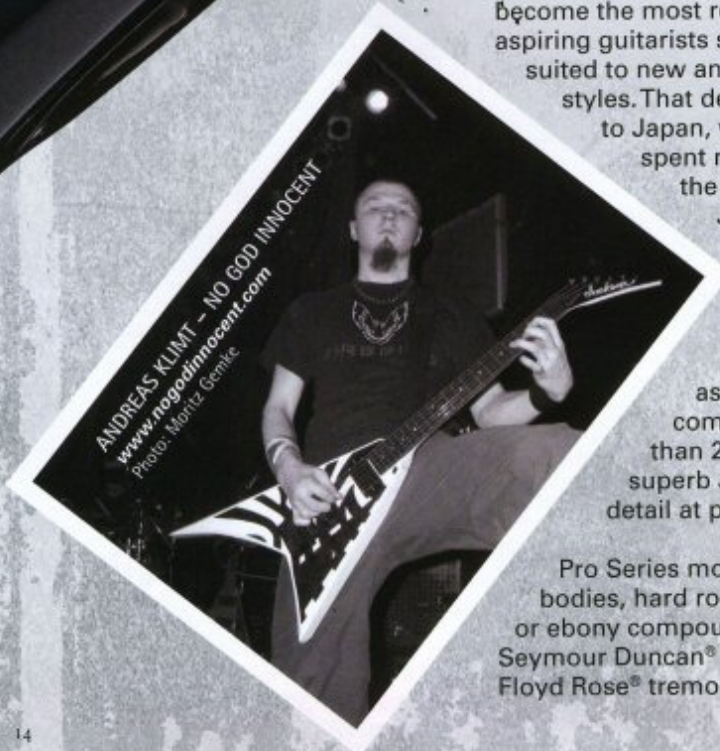 become the most r
aspiring guitarists s
suited to new an
styles. That de
to Japan,
spent
the
ANDREAS KLIMT – NO GOD INNOCENT
www.nogodinnocent.com
Photo: Moritz Gemke
Jackson
as
com
than 2
superb
detail at p
Pro Series mo
bodies, hard ro
or ebony compou
Seymour Duncan®
Floyd Rose® tremo
14